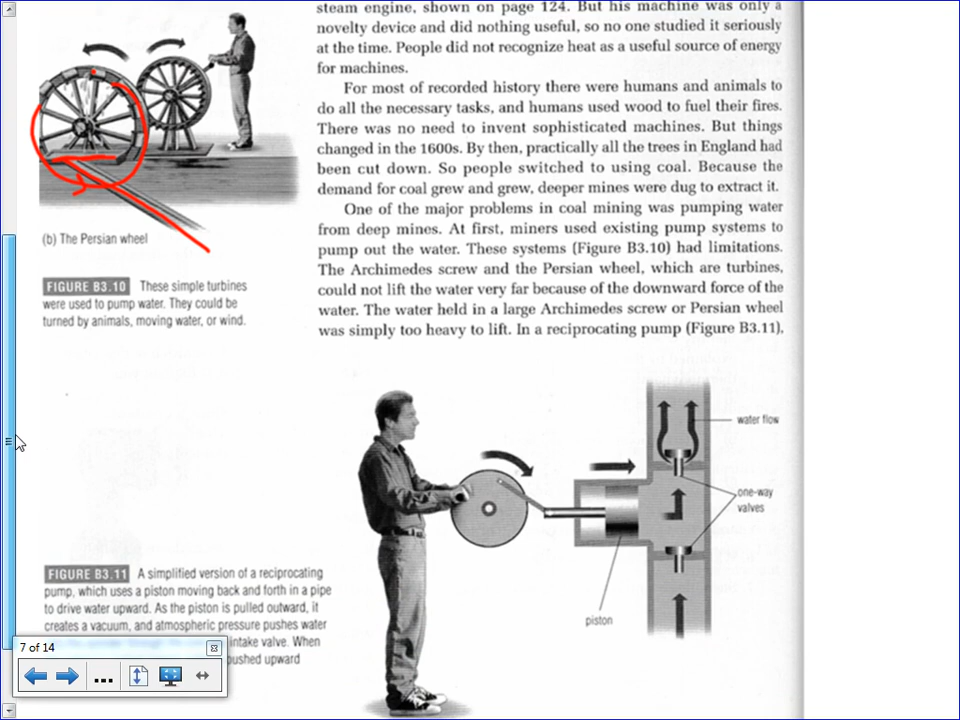 steam engine, shown on page 124. But his machine was only a
novelty device and did nothing useful, so no one studied it seriously
at the time. People did not recognize heat as a useful source of energy
for machines.
For most of recorded history there were humans and animals to
do all the necessary tasks, and humans used wood to fuel their fires.
There was no need to invent sophisticated machines. But things
changed in the 1600s. By then, practically all the trees in England had
been cut down. So people switched to using coal. Because the
demand for coal grew and grew, deeper mines were dug to extract it.
One of the major problems in coal mining was pumping water
from deep mines. At first, miners used existing pump systems to
pump out the water. These systems (Figure B3.10) had limitations.
The Archimedes screw and the Persian wheel, which are turbines,
could not lift the water very far because of the downward force of the
water. The water held in a large Archimedes screw or Persian wheel
was simply too heavy to lift. In a reciprocating pump (Figure B3.11),
(b) The Persian wheel
FIGURE B3.10 These simple turbines
were used to pump water. They could be
turned by animals, moving water, or wind.
water flow
one-way
valves
piston
FIGURE B3.11 A simplified version of a reciprocating
pump, which uses a piston moving back and forth in a pipe
to drive water upward. As the piston is pulled outward, it
creates a vacuum, and atmospheric pressure pushes water
intake valve. When
pushed upward
7 of 14